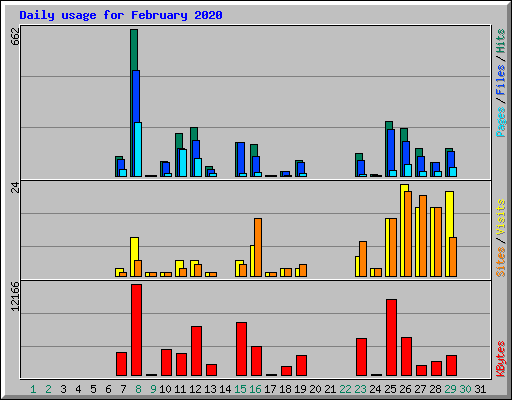 Daily usage for February 2020
662
Pages / Files / Hits
24
Sites / Visits
12166
KBytes
1 2 3 4 5 6 7 8 9 10 11 12 13 14 15 16 17 18 19 20 21 22 23 24 25 26 27 28 29 30 31